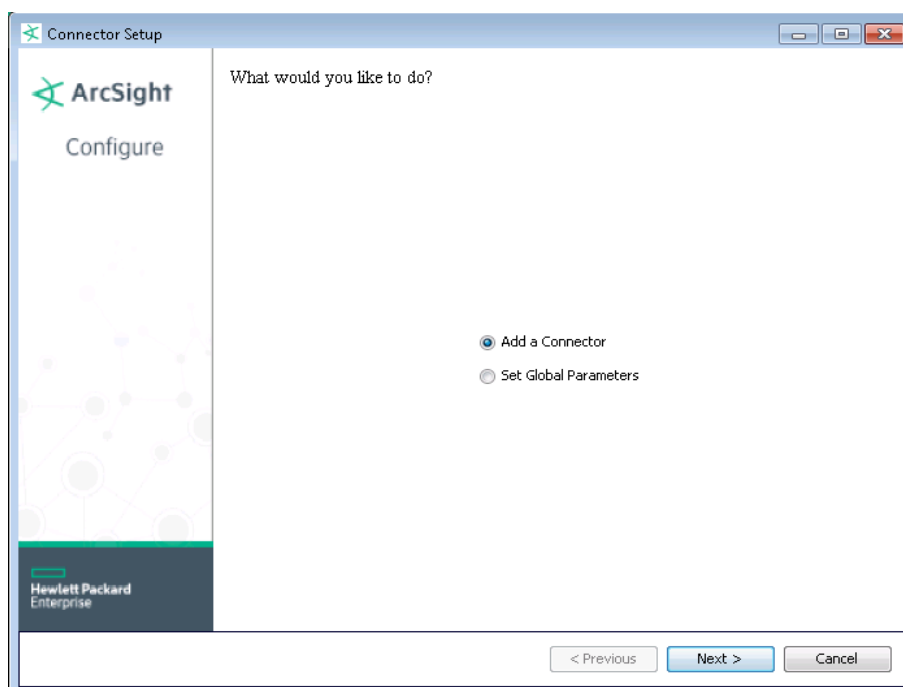 Connector Setup
ArcSight
Configure
What would you like to do?
Add a Connector
Set Global Parameters
Hewlett Packard
Enterprise
< Previous
Next >
Cancel